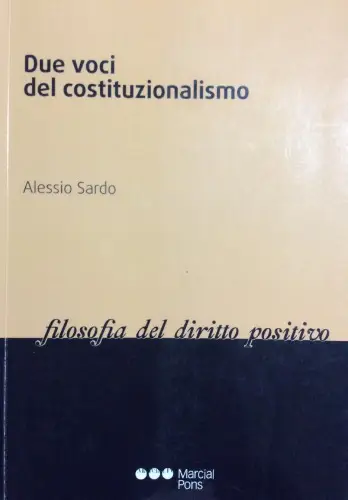 Due voci
del costituzionalismo
Alessio Sardo
filosofia del diritto positivo
Marcial
Pons